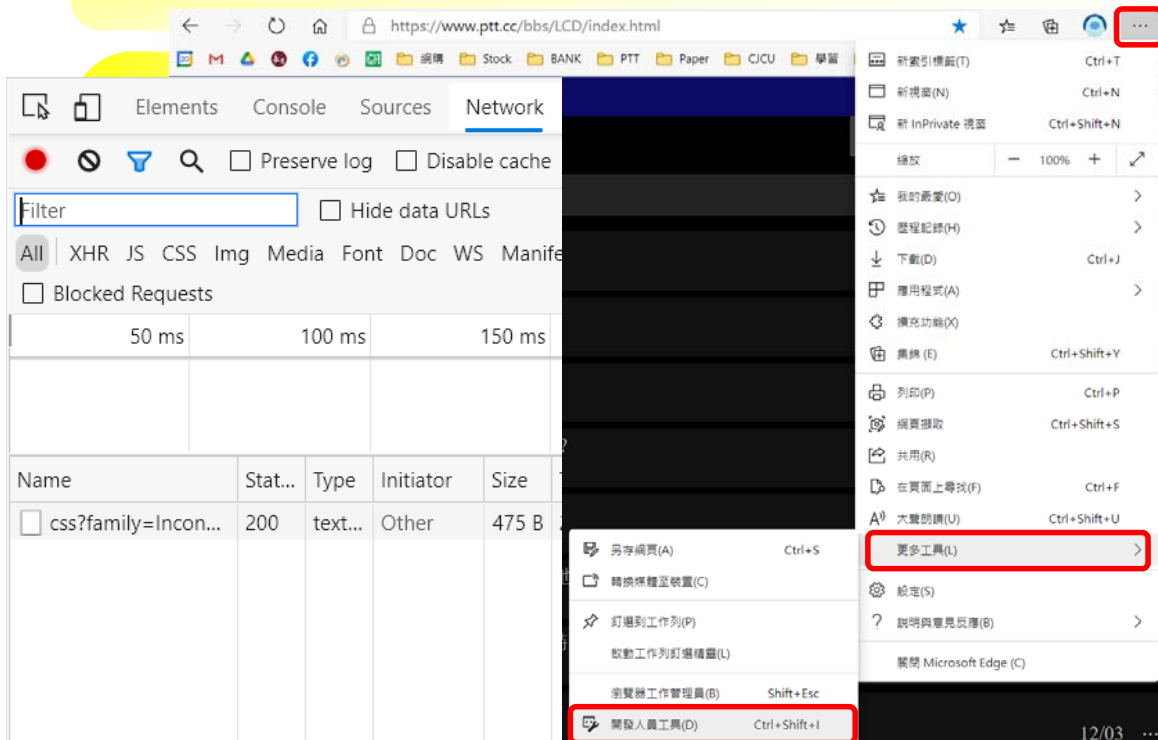 https://www.ptt.cc/bbs/LCD/index.html
網購 Stock BANK PTT Paper CJCU 學習
Elements Console Sources Network
Preserve log Disable cache
Filter
Hide data URLs
All XHR JS CSS Img Media Font Doc WS Manife
Blocked Requests
50 ms 100 ms 150 ms
Name Stat... Type Initiator Size
css?family=Incon... 200 text... Other 475 B
新索引標籤(T) Ctrl+T
新視窗(N) Ctrl+N
新 InPrivate 視窗 Ctrl+Shift+N
縮放 100%
我的最愛(O)
歷程記錄(H)
下載(D) Ctrl+J
應用程式(A)
擴充功能(X)
集錦 (E) Ctrl+Shift+Y
列印(P) Ctrl+P
網頁擷取 Ctrl+Shift+S
共用(R)
在頁面上尋找(F) Ctrl+F
大聲朗讀(U) Ctrl+Shift+U
更多工具(L)
設定(S)
說明與意見反應(B)
關閉 Microsoft Edge (C)
另存網頁(A) Ctrl+S
轉換媒體至裝置(C)
釘選到工作列(P)
啟動工作列釘選精靈(L)
瀏覽器工作管理員(B) Shift+Esc
開發人員工具(D) Ctrl+Shift+I
12/03 ...